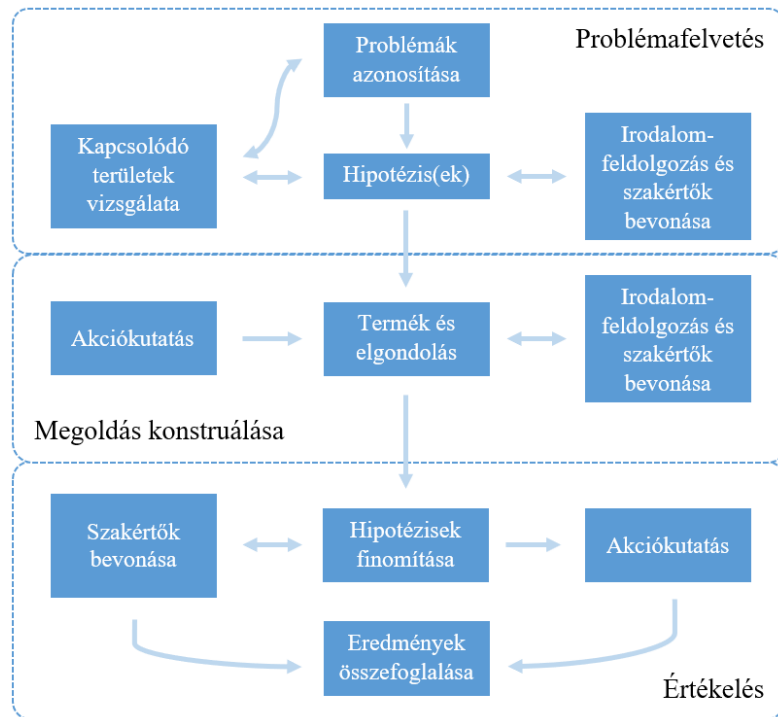 Problémafelvetés
Problémák
azonosítása
Kapcsolódó
területek
vizsgálata
Hipotézis(ek)
Irodalom-
feldolgozás és
szakértők
bevonása
Akciókutatás
Termék és
elgondolás
Irodalom-
feldolgozás és
szakértők
bevonása
Megoldás konstruálása
Szakértők
bevonása
Hipotézisek
finomítása
Akciókutatás
Eredmények
összefoglalása
Értékelés